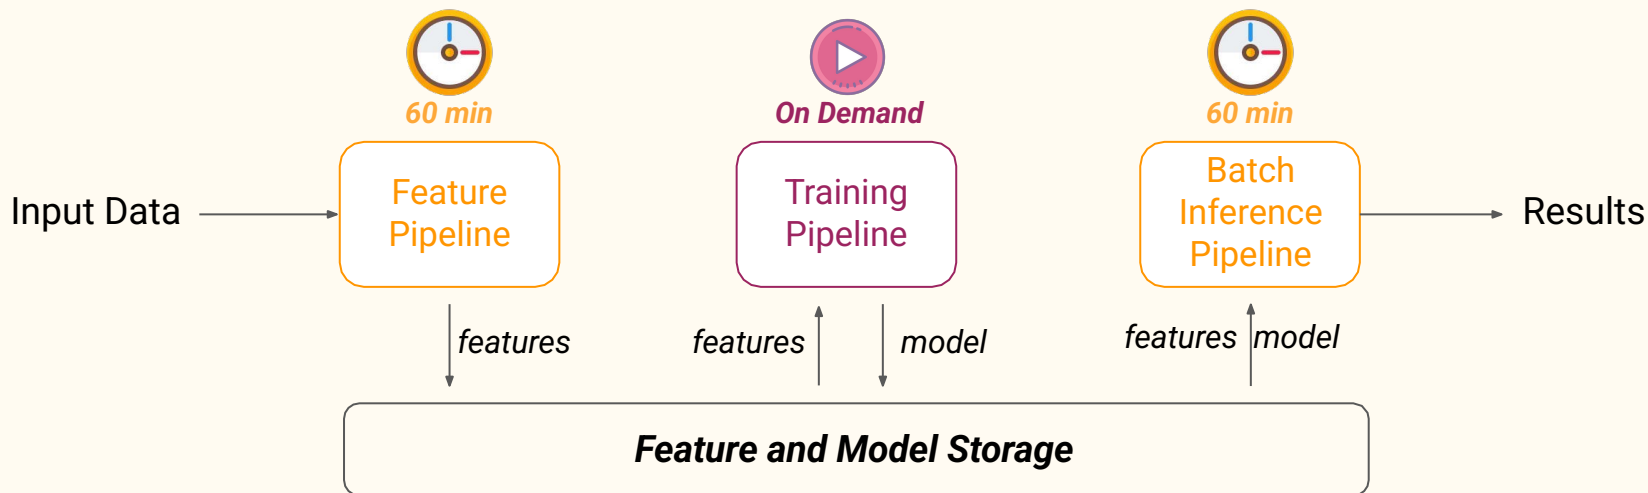 60 min
On Demand
60 min
Input Data
Feature
Pipeline
Training
Pipeline
Batch
Inference
Pipeline
Results
features
features
model
features
model
Feature and Model Storage